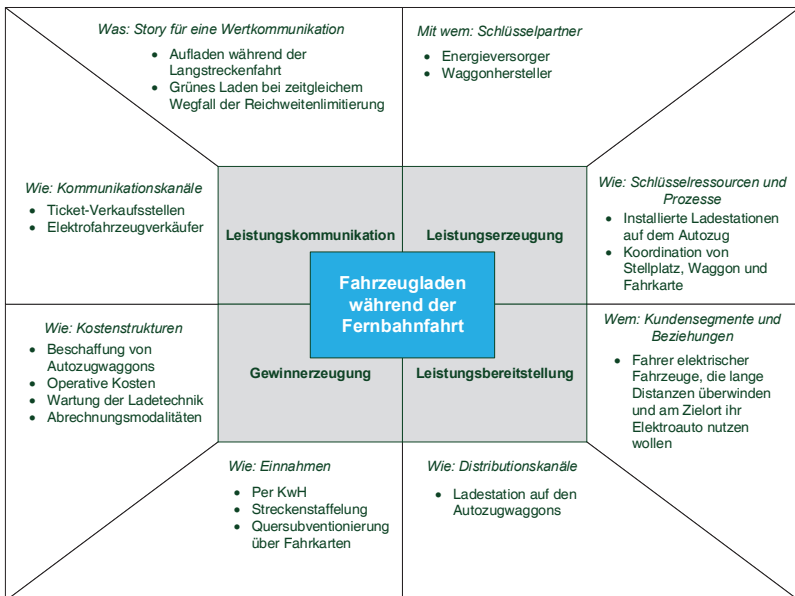 Was: Story für eine Wertkommunikation
• Aufladen während der
Langstreckenfahrt
• Grünes Laden bei zeitgleichem
Wegfall der Reichweitenlimitierung
Mit wem: Schlüsselpartner
• Energieversorger
• Waggonhersteller
Wie: Kommunikationskanäle
• Ticket-Verkaufsstellen
• Elektrofahrzeugverkäufer
Leistungskommunikation
Leistungserzeugung
Wie: Schlüsselressourcen und
Prozesse
• Installierte Ladestationen
auf dem Autozug
• Koordination von
Stellplatz, Waggon und
Fahrkarte
Fahrzeugladen
während der
Fernbahnfahrt
Wie: Kostenstrukturen
• Beschaffung von
Autozugwaggons
• Operative Kosten
• Wartung der Ladetechnik
• Abrechnungsmodalitäten
Gewinnerzeugung
Leistungsbereitstellung
Wem: Kundensegmente und
Beziehungen
• Fahrer elektrischer
Fahrzeuge, die lange
Distanzen überwinden
und am Zielort ihr
Elektroauto nutzen
wollen
Wie: Einnahmen
• Per KwH
• Streckenstaffelung
• Quersubventionierung
über Fahrkarten
Wie: Distributionskanäle
• Ladestation auf den
Autozugwaggons